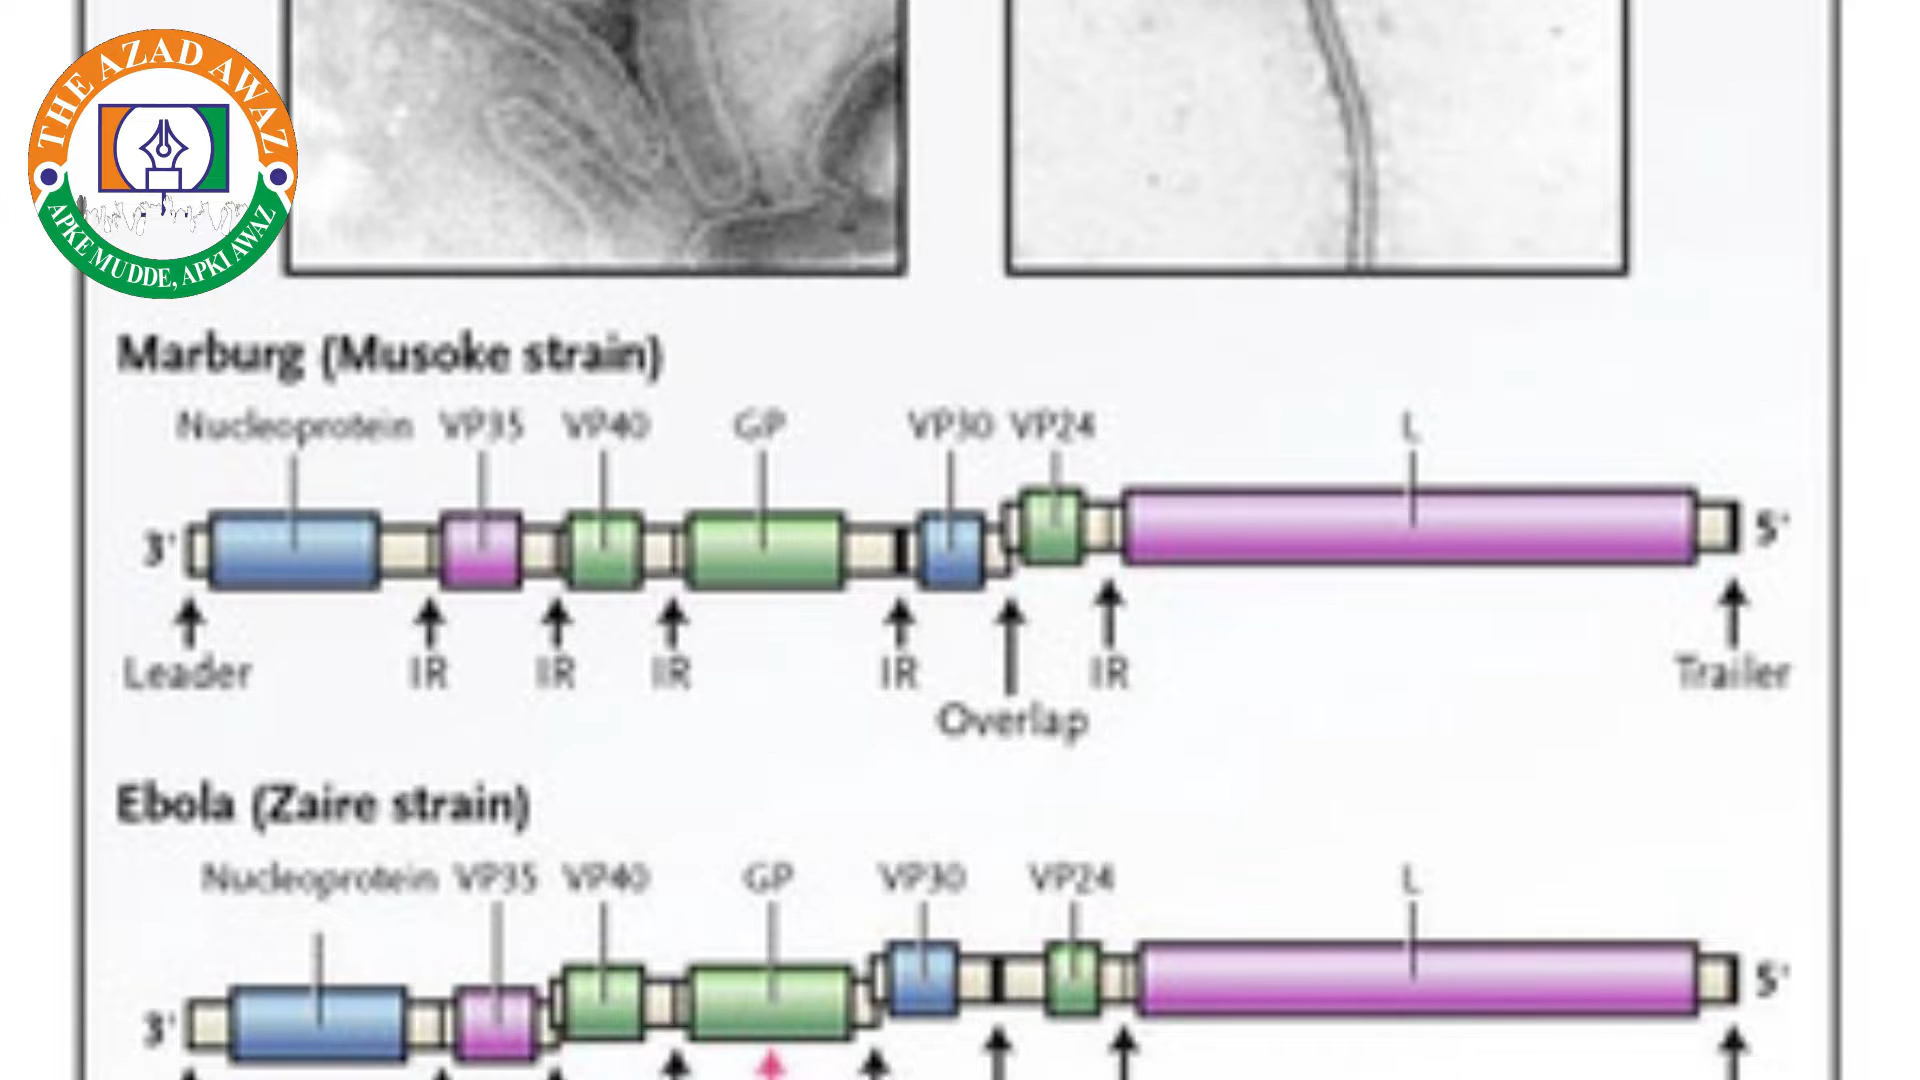 THE AZAD AWAZ
APKE MUDDE, APKI AWAZ
Marburg (Musoke strain)
Nucleoprotein VP35 VP40 GP VP30 VP24 L
3' 5'
Leader IR IR IR IR IR Trailer
Overlap
Ebola (Zaire strain)
Nucleoprotein VP35 VP40 GP VP30 VP24 L
5'
3'